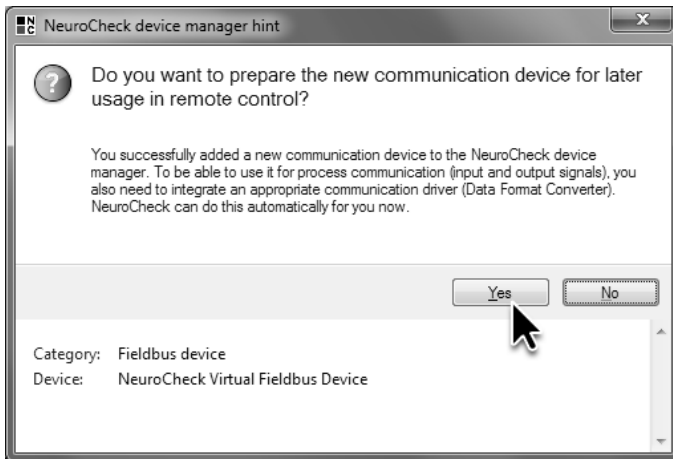 NC NeuroCheck device manager hint
Do you want to prepare the new communication device for later
usage in remote control?
You successfully added a new communication device to the NeuroCheck device
manager. To be able to use it for process communication (input and output signals), you
also need to integrate an appropriate communication driver (Data Format Converter).
NeuroCheck can do this automatically for you now.
Yes No
Category: Fieldbus device
Device: NeuroCheck Virtual Fieldbus Device